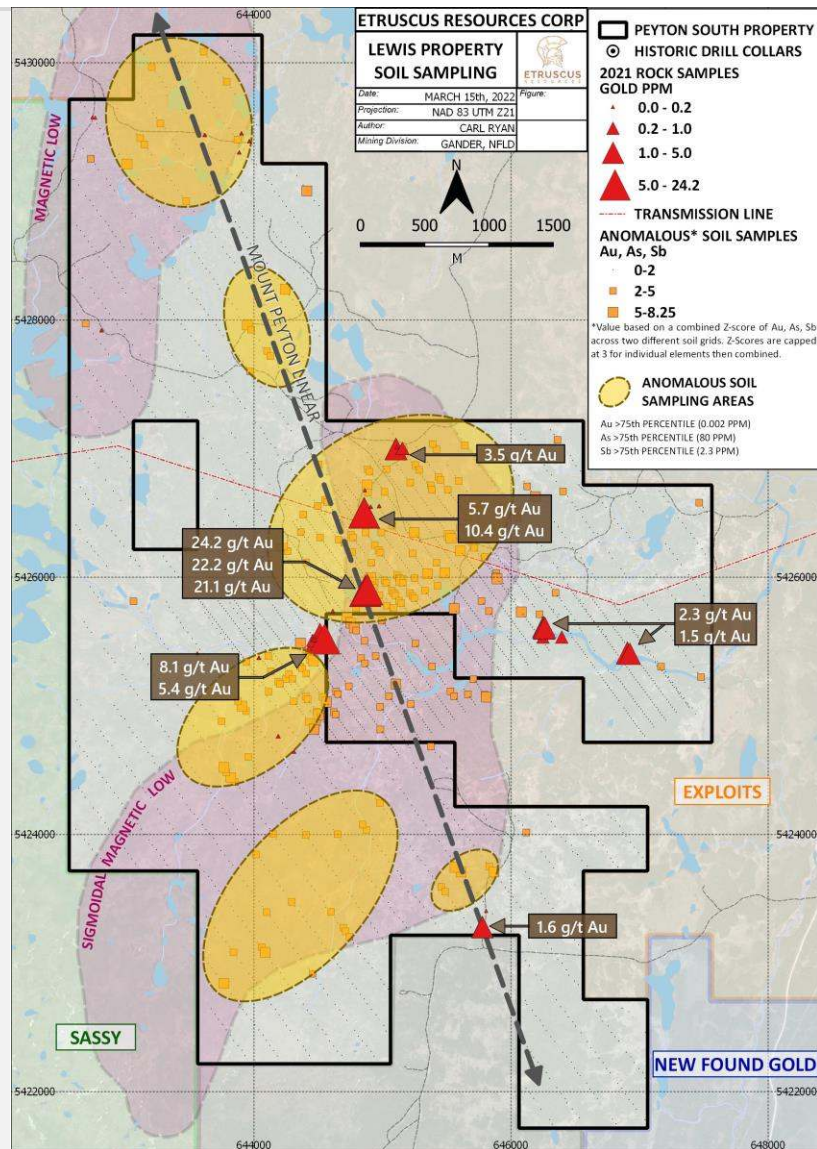 644000
646000
648000
5430000
ETRUSCUS RESOURCES CORP
LEWIS PROPERTY
SOIL SAMPLING
ETRUSCUS
RESOURCES
Date: MARCH 15th, 2022
Figure:
Projection: NAD 83 UTM Z21
Author: CARL RYAN
Mining Division: GANDER, NFLD
N
0 500 1000 1500
M
PEYTON SOUTH PROPERTY
HISTORIC DRILL COLLARS
2021 ROCK SAMPLES
GOLD PPM
0.0 - 0.2
0.2 - 1.0
1.0 - 5.0
5.0 - 24.2
TRANSMISSION LINE
ANOMALOUS* SOIL SAMPLES
Au, As, Sb
0-2
2-5
5-8.25
*Value based on a combined Z-score of Au, As, Sb
across two different soil grids. Z-Scores are capped
at 3 for individual elements then combined.
ANOMALOUS SOIL
SAMPLING AREAS
Au >75th PERCENTILE (0.002 PPM)
As >75th PERCENTILE (80 PPM)
Sb >75th PERCENTILE (2.3 PPM)
MAGNETIC LOW
MOUNT PEYTON LINEAR
5428000
3.5 g/t Au
5.7 g/t Au
10.4 g/t Au
24.2 g/t Au
22.2 g/t Au
21.1 g/t Au
5426000
2.3 g/t Au
1.5 g/t Au
8.1 g/t Au
5.4 g/t Au
EXPLOITS
5424000
SIGMOIDAL MAGNETIC LOW
1.6 g/t Au
SASSY
NEW FOUND GOLD
5422000
5422000
644000
646000
648000